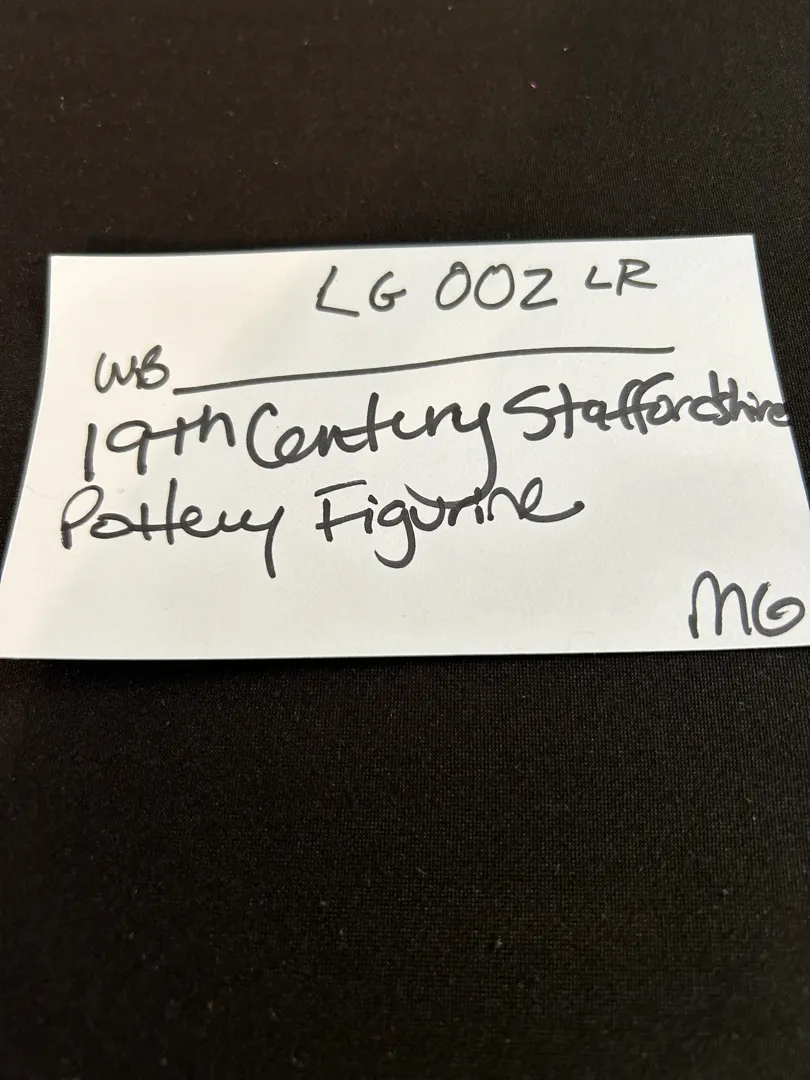 LG 002 LR
WB
19th Century Staffordshire
Pottery Figurine
MG